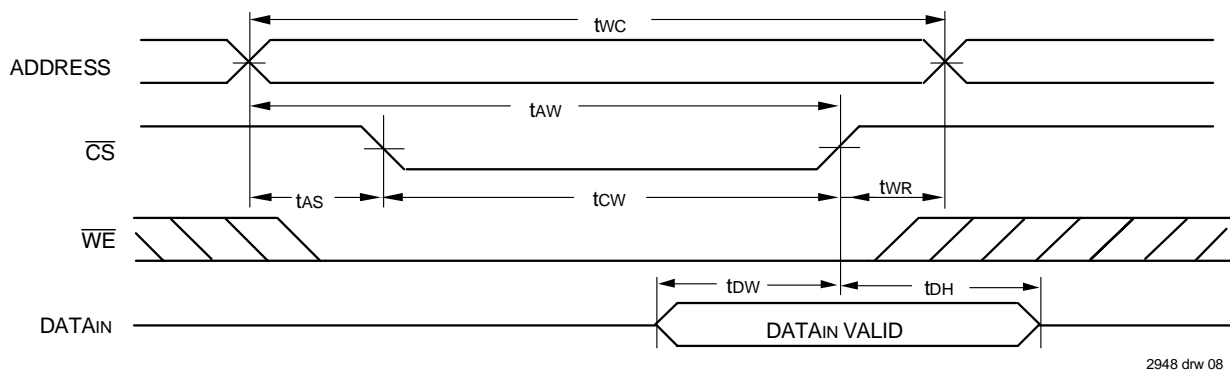 tWC
ADDRESS
tAW
CS
tAS
tCW
tWR
WE
tDW
tDH
DATAIN
DATAIN VALID
2948 drw 08